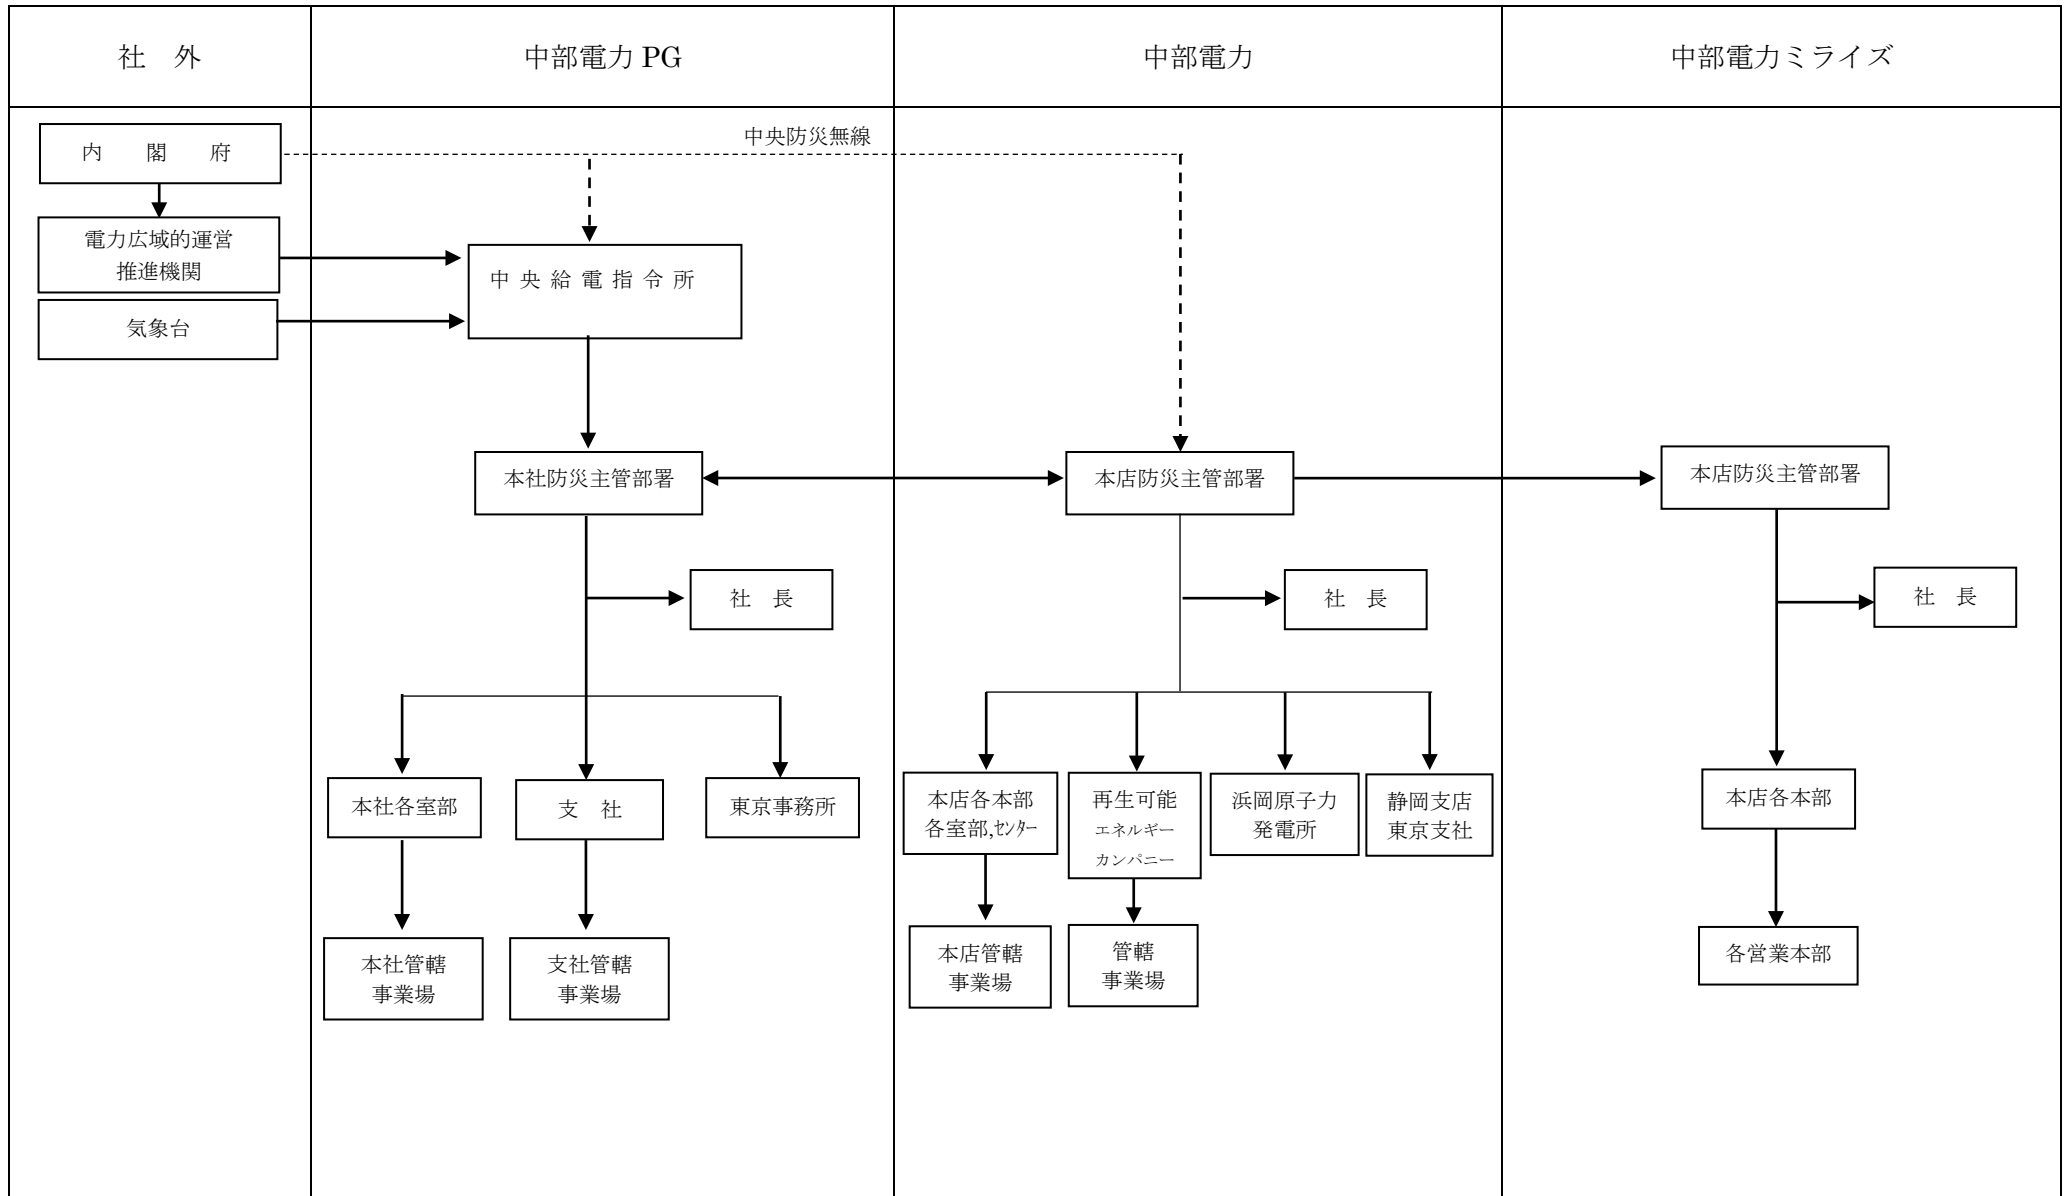 社　外
中部電力 PG
中部電力
中部電力ミライズ
内　　閣　　府
中央防災無線
電力広域的運営
推進機関
気象台
中 央 給 電 指 令 所
本社防災主管部署
本店防災主管部署
本店防災主管部署
社　長
社　長
社　長
本社各室部
支　社
東京事務所
本社管轄
事業場
支社管轄
事業場
本店各本部
各室部,ｾﾝﾀｰ
再生可能
エネルギー
カンパニー
浜岡原子力
発電所
静岡支店
東京支社
本店管轄
事業場
管轄
事業場
本店各本部
各営業本部